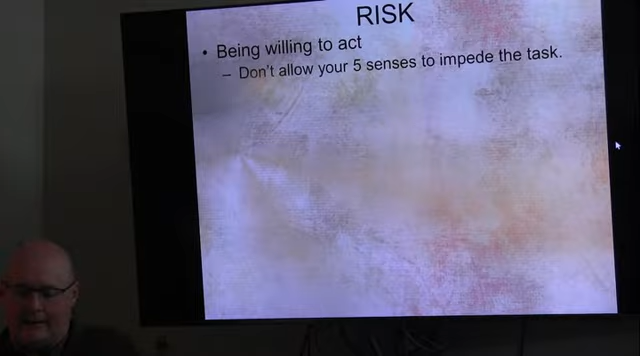 RISK
• Being willing to act
– Don't allow your 5 senses to impede the task.